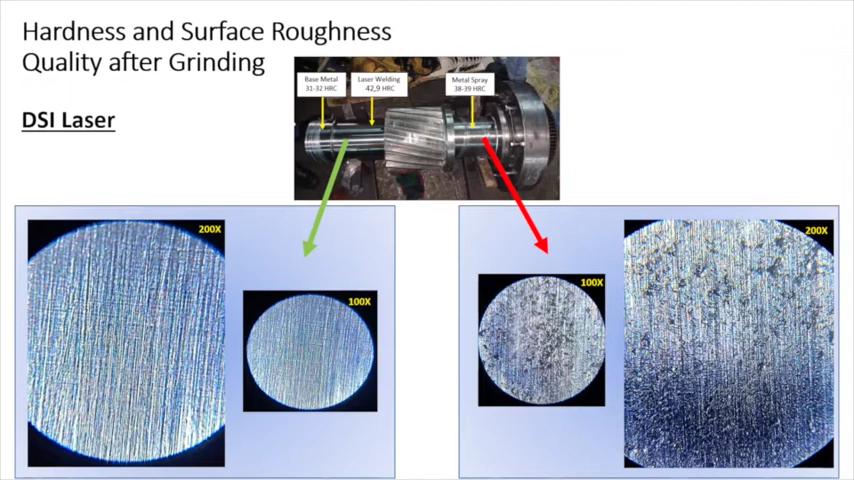 Hardness and Surface Roughness
Quality after Grinding
DSI Laser
Base Metal
31-32 HRC
Laser Welding
42,9 HRC
Metal Spray
38-39 HRC
200X
100X
100X
200X